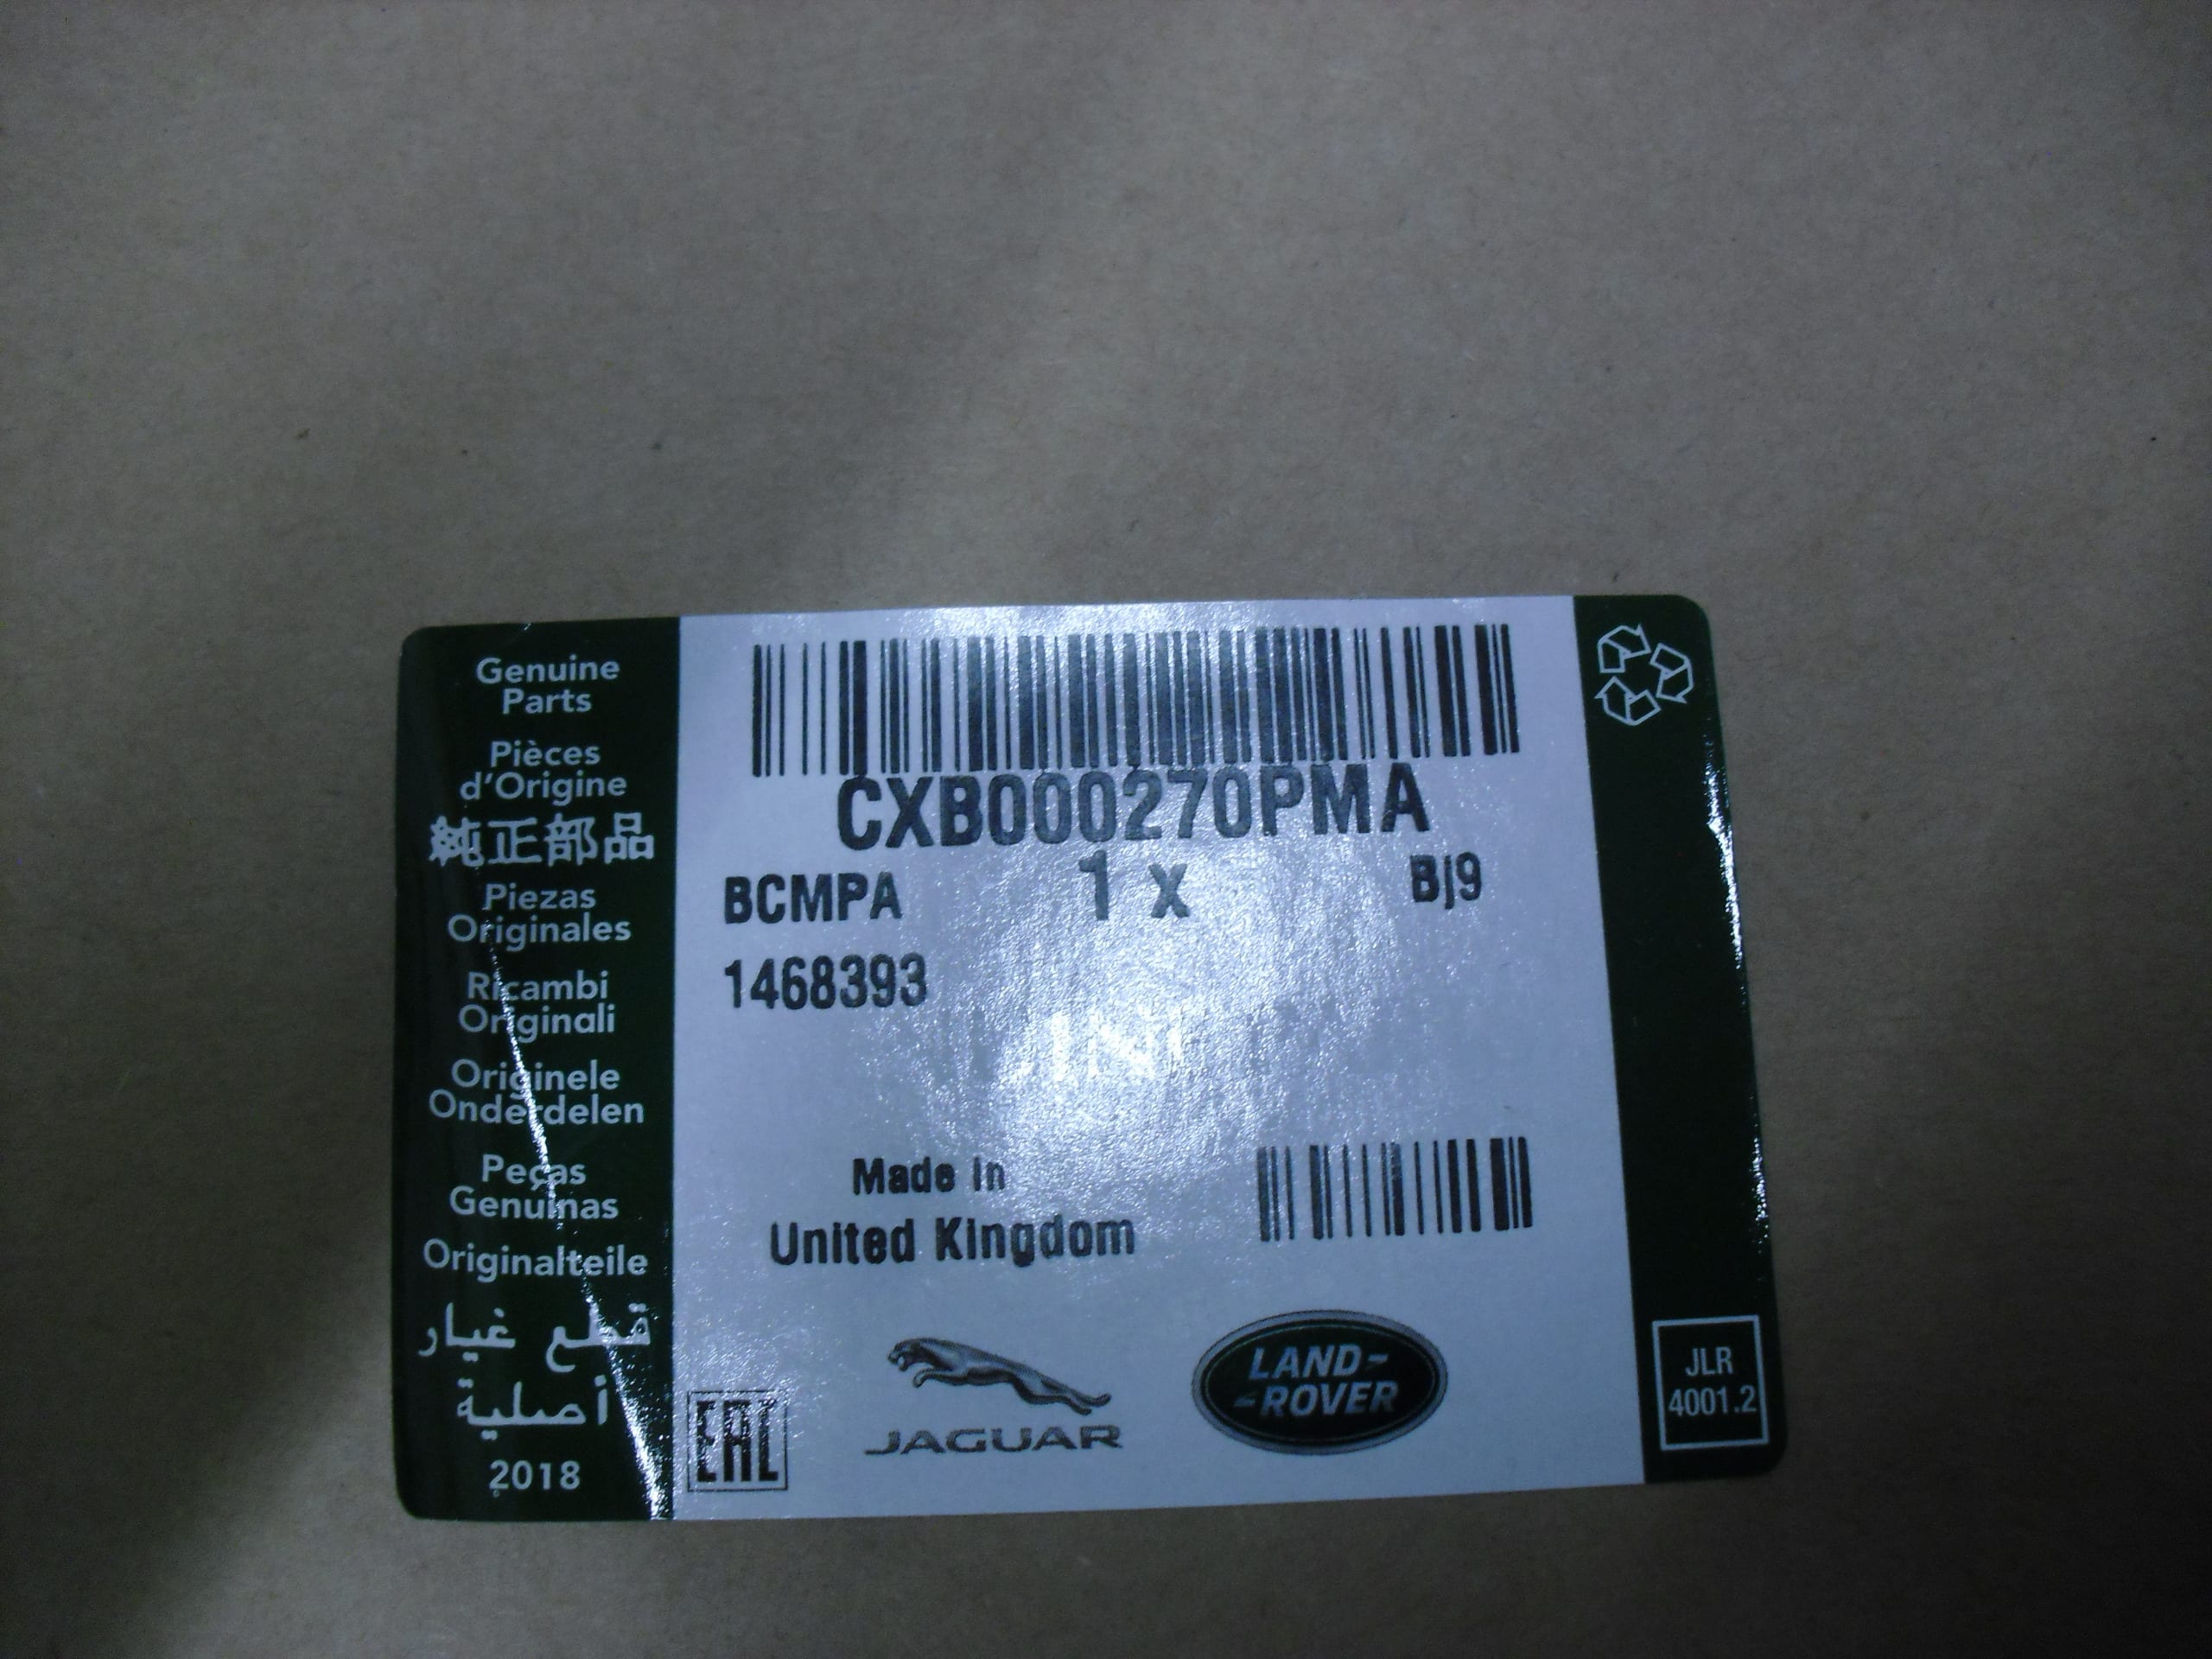 Genuine
Parts
Pièces
d'Origine
純正部品
Piezas
Originales
Ricambi
Originali
Originele
Onderdelen
Peças
Genuínas
Originalteile
قطع غيار
أصلية
2018
CXB000270PMA
BCMPA 1 x BJ9
1468393
Made in
United Kingdom
EAC
JAGUAR
LAND-
-ROVER
JLR
4001.2